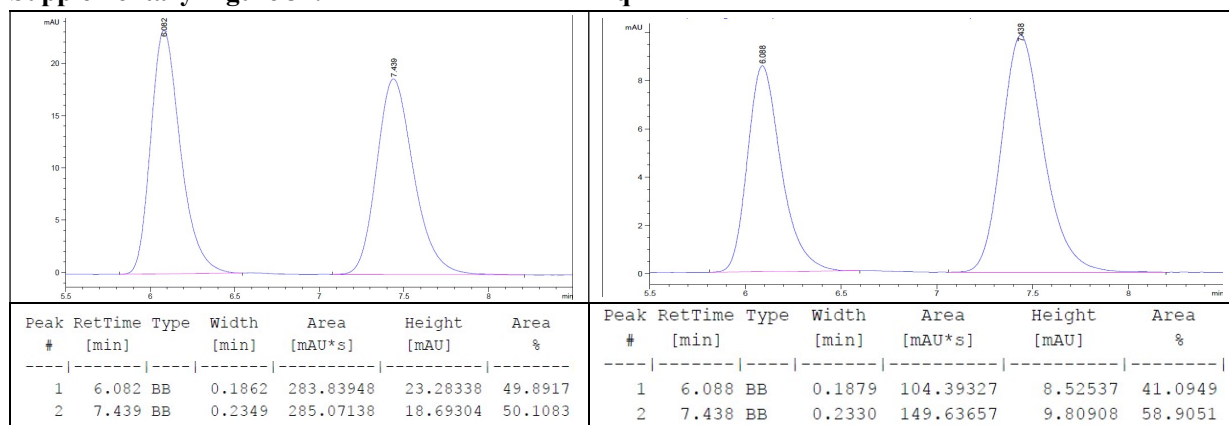 mAU
6.082
7.439
20
15
10
5
0
5.5 6 6.5 7 7.5 8 min
mAU
6.088
7.438
8
6
4
2
0
5.5 6 6.5 7 7.5 8 min
Peak RetTime Type Width Area Height Area
# [min] [min] [mAU*s] [mAU] %
----|-------|----|-------|----------|----------|--------|
1 6.082 BB 0.1862 283.83948 23.28338 49.8917
2 7.439 BB 0.2349 285.07138 18.69304 50.1083
Peak RetTime Type Width Area Height Area
# [min] [min] [mAU*s] [mAU] %
----|-------|----|-------|----------|----------|--------|
1 6.088 BB 0.1879 104.39327 8.52537 41.0949
2 7.438 BB 0.2330 149.63657 9.80908 58.9051